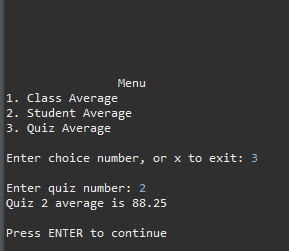 Menu
1. Class Average
2. Student Average
3. Quiz Average
Enter choice number, or x to exit: 3
Enter quiz number: 2
Quiz 2 average is 88.25
Press ENTER to continue